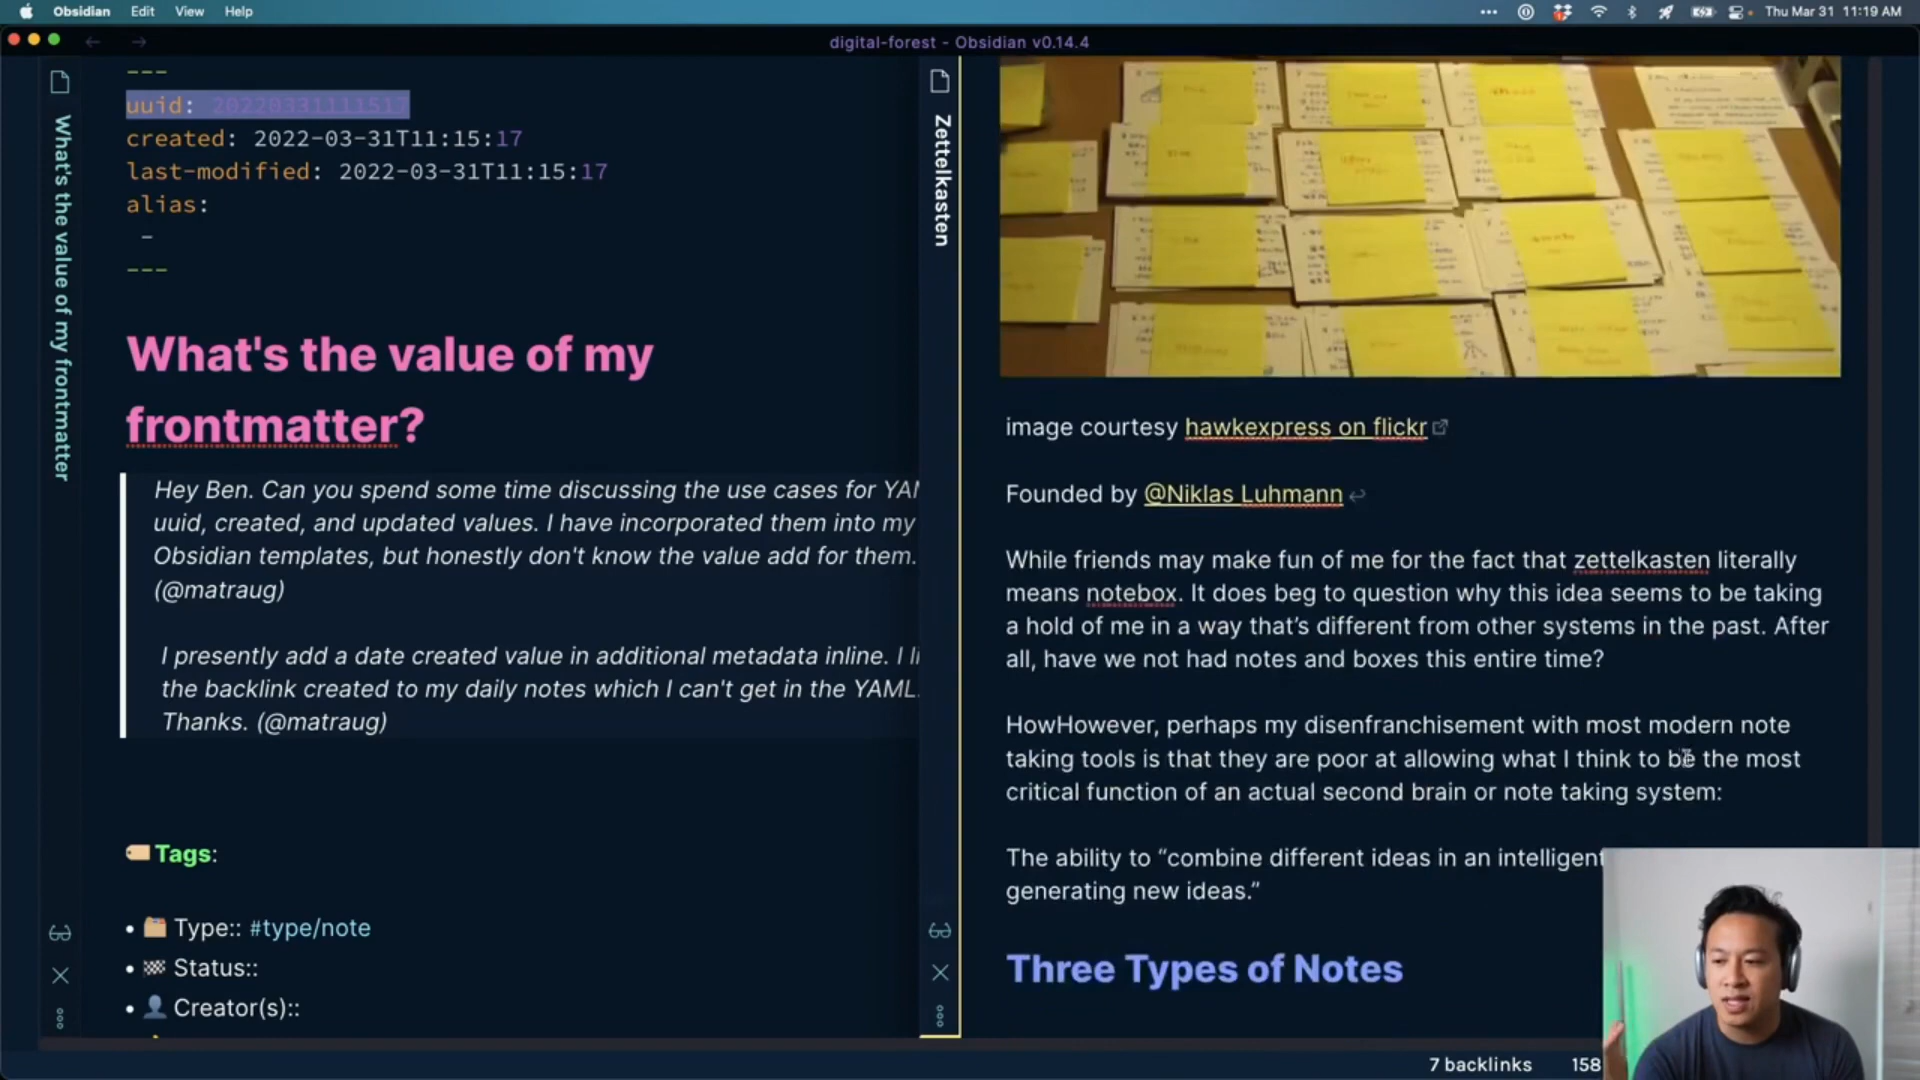 Obsidian Edit View Help
Thu Mar 31 11:19 AM
digital-forest - Obsidian v0.14.4
What's the value of my frontmatter
---
uuid: 20220331111517
created: 2022-03-31T11:15:17
last-modified: 2022-03-31T11:15:17
alias:
-
---
What's the value of my
frontmatter?
Hey Ben. Can you spend some time discussing the use cases for
uuid, created, and updated values. I have incorporated them into my
Obsidian templates, but honestly don't know the value add for them.
(@matraug)
I presently add a date created value in additional metadata inline. I
the backlink created to my daily notes which I can't get in the YAML.
Thanks. (@matraug)
Tags:
• Type:: #type/note
• Status::
• Creator(s)::
Zettelkasten
image courtesy hawkexpress on flickr
Founded by @Niklas Luhmann
While friends may make fun of me for the fact that zettelkasten literally
means notebox. It does beg to question why this idea seems to be taking
a hold of me in a way that's different from other systems in the past. After
all, have we not had notes and boxes this entire time?
HowHowever, perhaps my disenfranchisement with most modern note
taking tools is that they are poor at allowing what I think to be the most
critical function of an actual second brain or note taking system:
The ability to “combine different ideas in an intelligent
generating new ideas.”
Three Types of Notes
7 backlinks 158